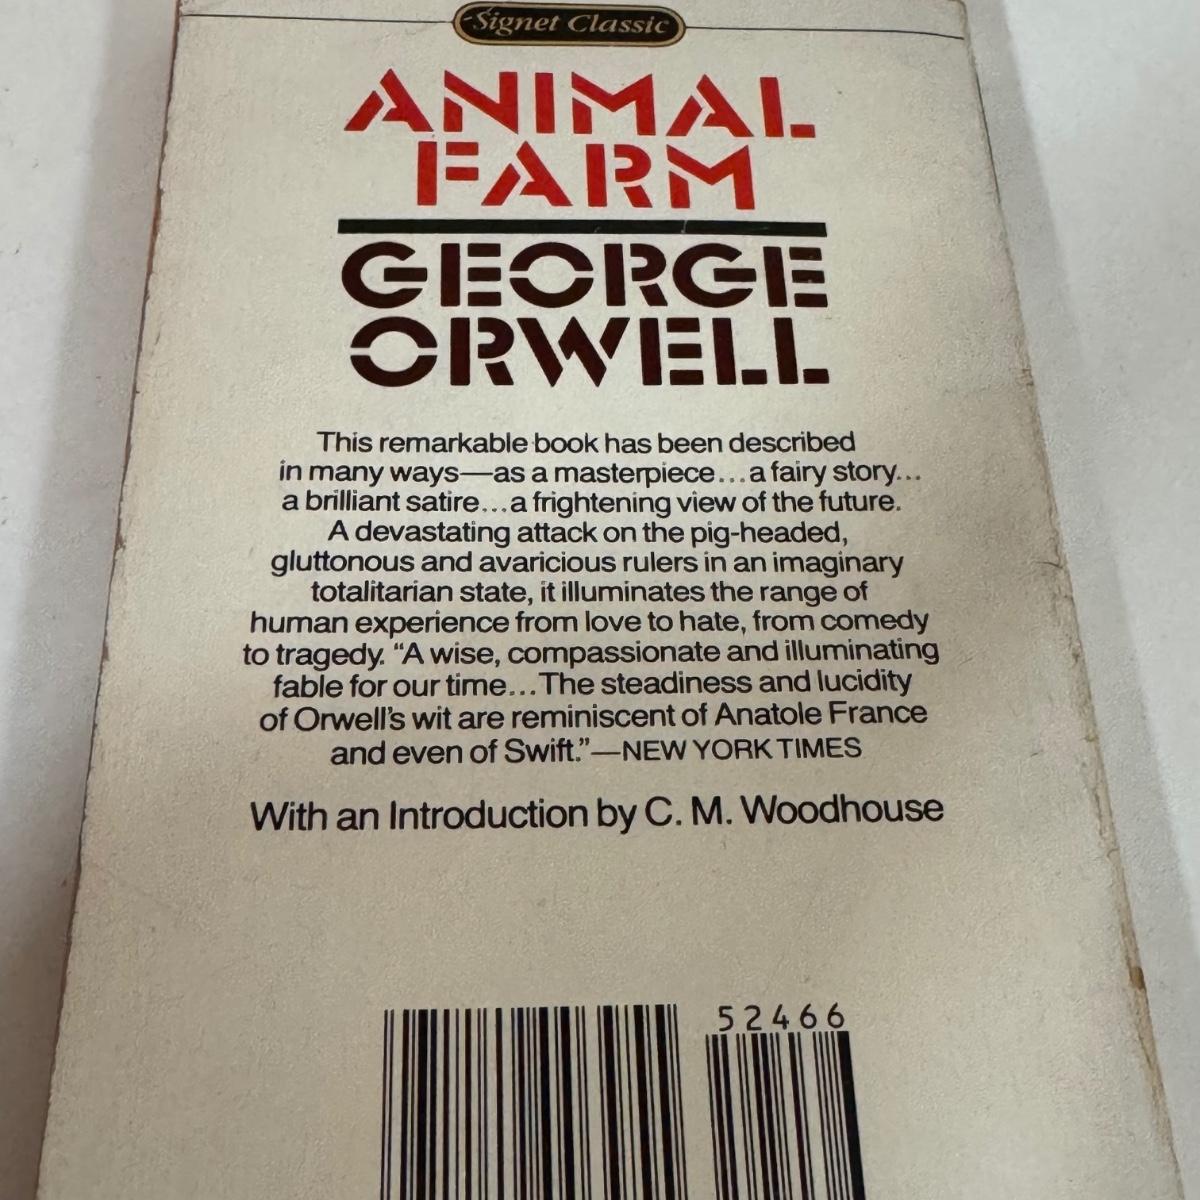 Signet Classic
ANIMAL
FARM
GEORGE
ORWELL
This remarkable book has been described
in many ways—as a masterpiece...a fairy story...
a brilliant satire...a frightening view of the future.
A devastating attack on the pig-headed,
gluttonous and avaricious rulers in an imaginary
totalitarian state, it illuminates the range of
human experience from love to hate, from comedy
to tragedy. “A wise, compassionate and illuminating
fable for our time...The steadiness and lucidity
of Orwell's wit are reminiscent of Anatole France
and even of Swift.”—NEW YORK TIMES
With an Introduction by C. M. Woodhouse
52466